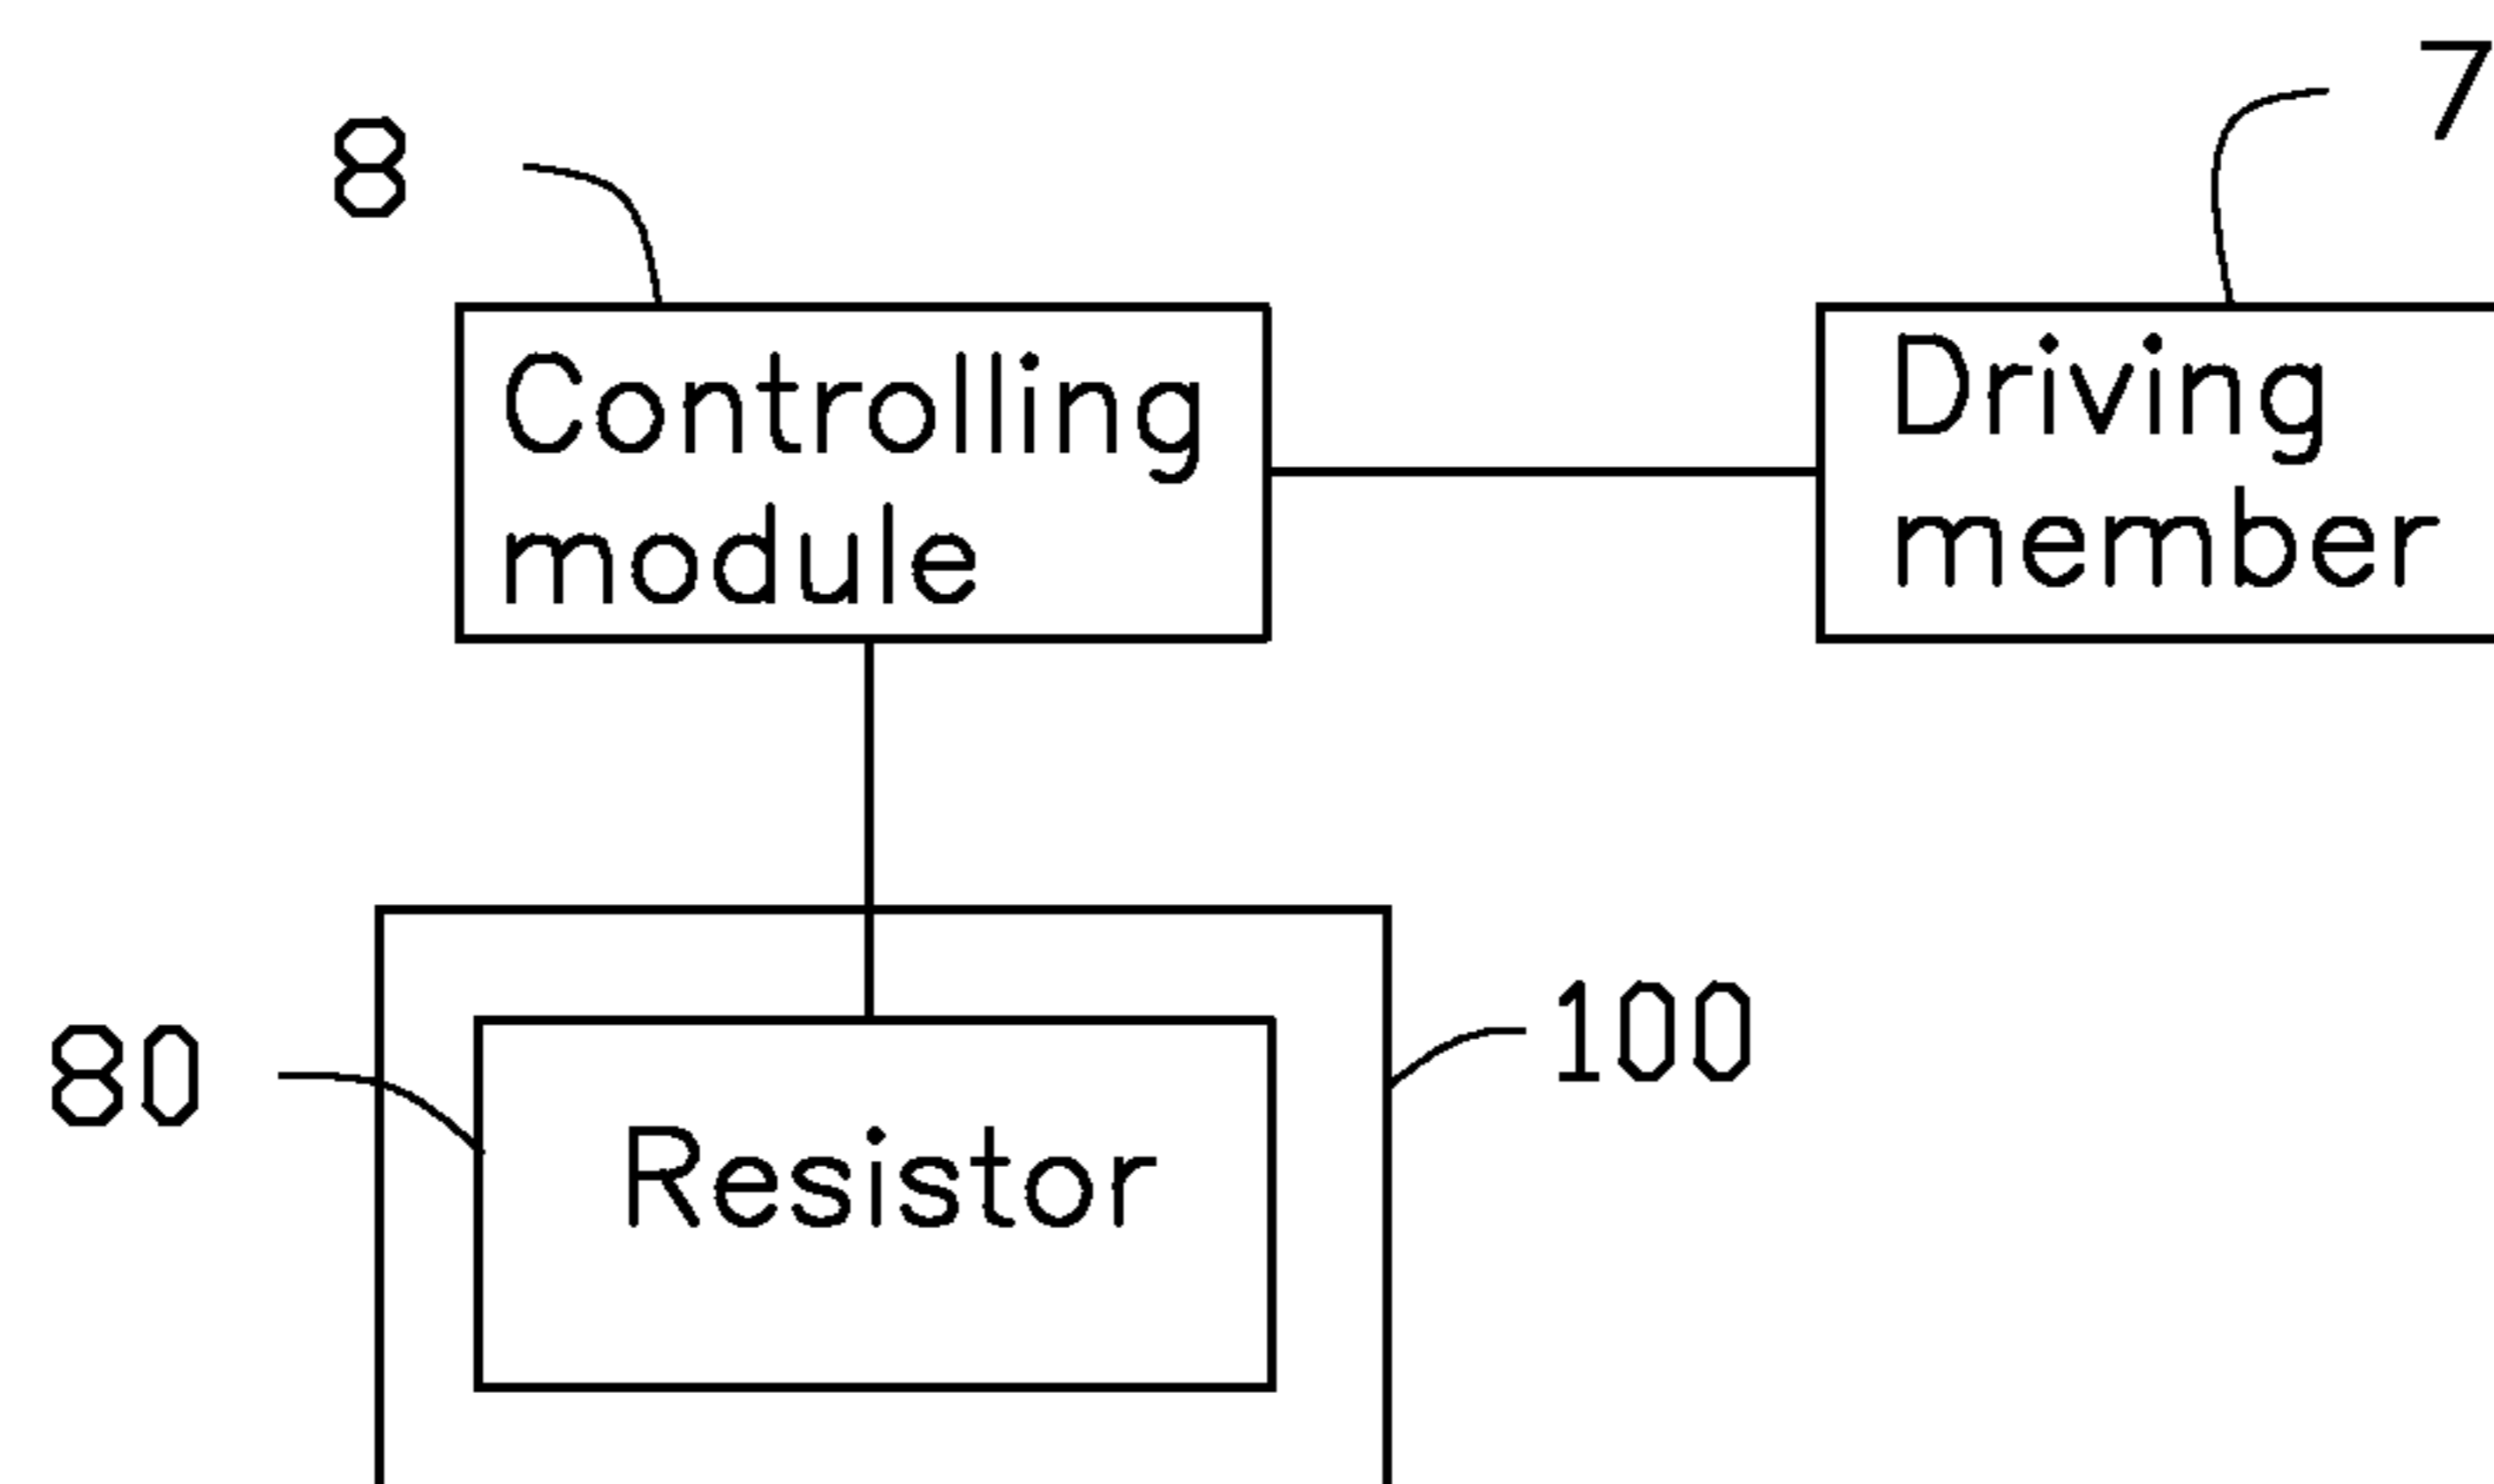 7
8
Controlling
module
Driving
member
80
100
Resistor